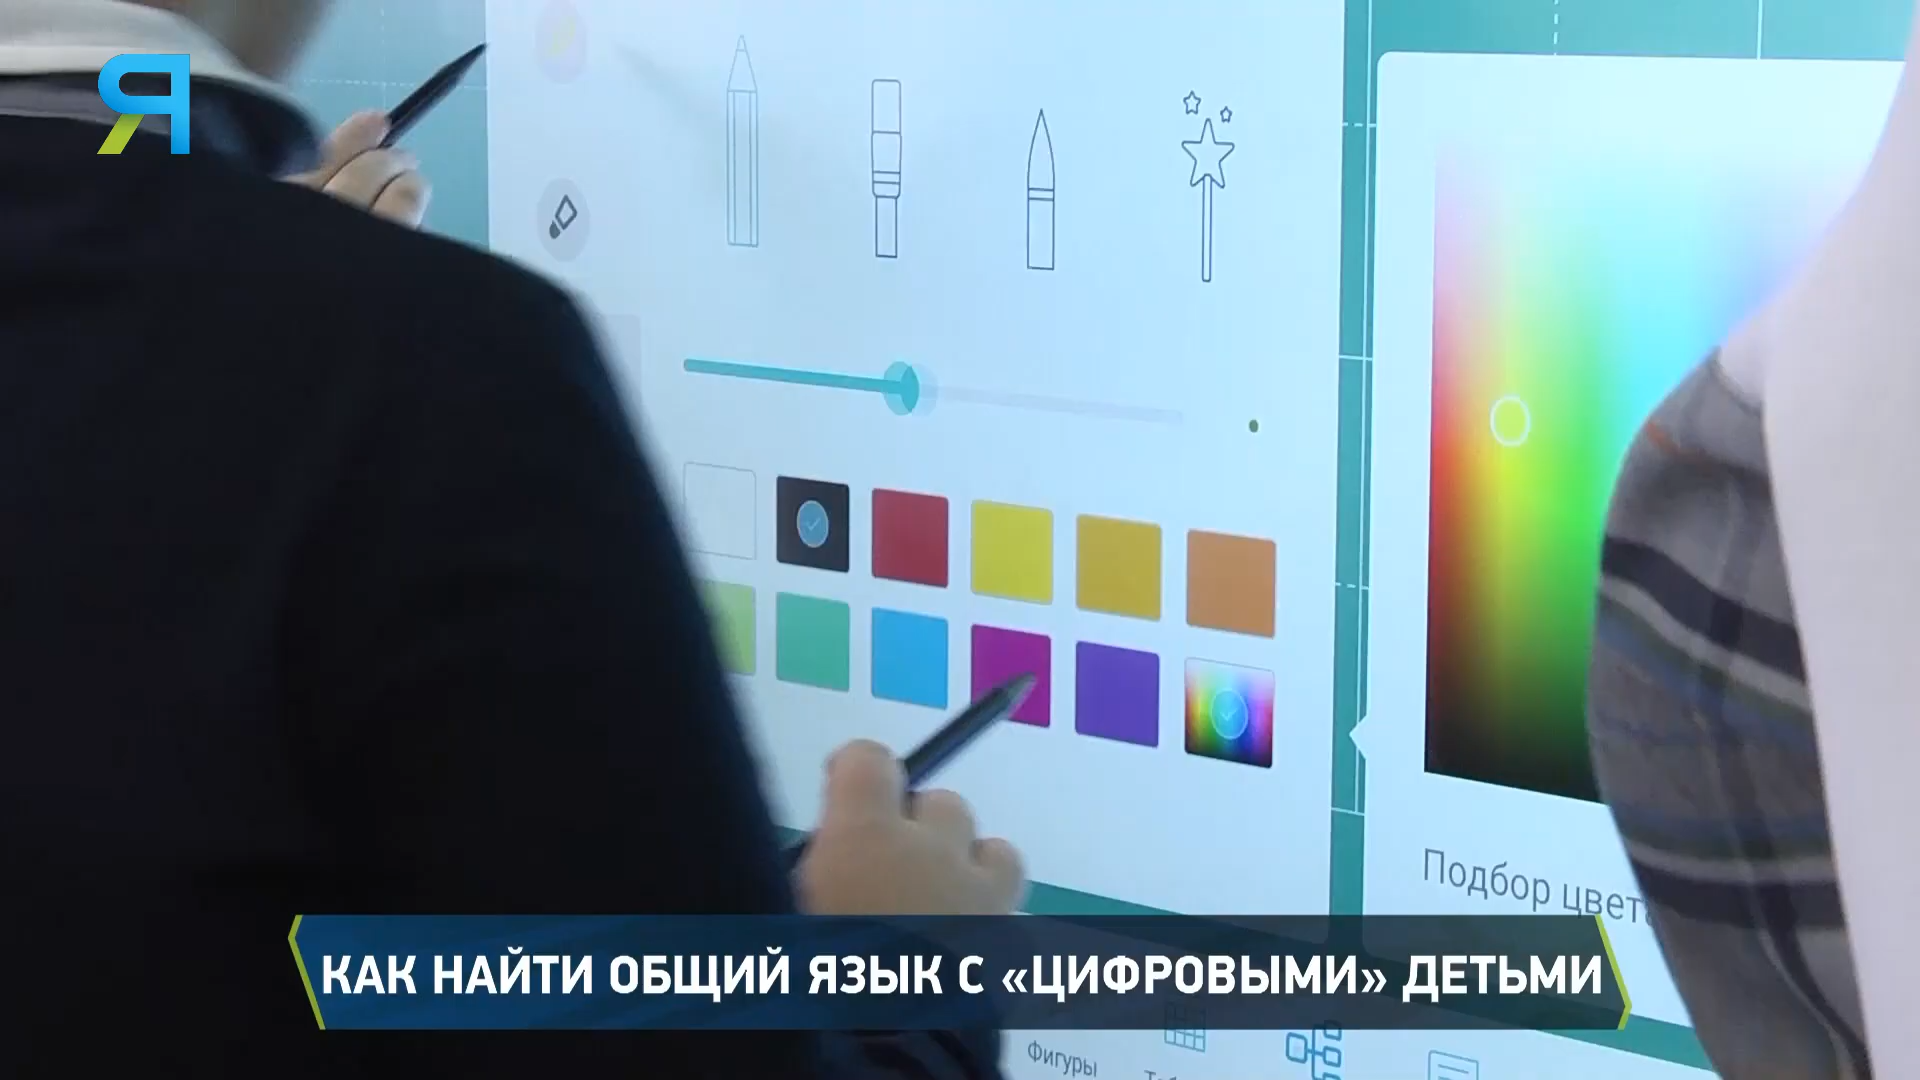 Я
Подбор цвета
КАК НАЙТИ ОБЩИЙ ЯЗЫК С «ЦИФРОВЫМИ» ДЕТЬМИ
Фигуры